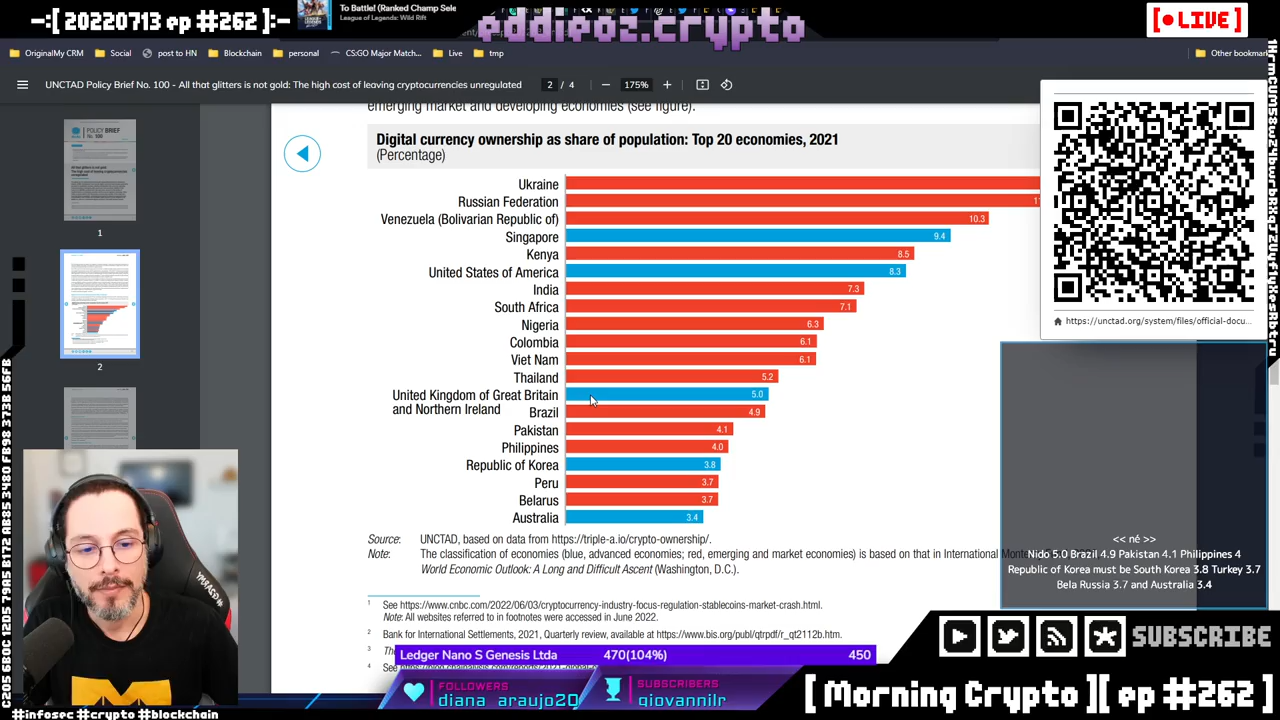 -:[ 20220713 ep #262 ]:-
To Battle! (Ranked Champ Sele
League of Legends: Wild Rift
eddieoz.crypto
[●LIVE]
OriginalMy CRM
Social
post to HN
Blockchain
personal
CS:GO Major Match...
Live
tmp
Other bookmar
UNCTAD Policy Brief No. 100 - All that glitters is not gold: The high cost of leaving cryptocurrencies unregulated
2 / 4
175%
emerging market and developing economies (see figure).
Digital currency ownership as share of population: Top 20 economies, 2021
(Percentage)
Ukraine
Russian Federation 11
Venezuela (Bolivarian Republic of) 10.3
Singapore 9.4
Kenya 8.5
United States of America 8.3
India 7.3
South Africa 7.1
Nigeria 6.3
Colombia 6.1
Viet Nam 6.1
Thailand 5.2
United Kingdom of Great Britain 5.0
and Northern Ireland
Brazil 4.9
Pakistan 4.1
Philippines 4.0
Republic of Korea 3.8
Peru 3.7
Belarus 3.7
Australia 3.4
Source: UNCTAD, based on data from https://triple-a.io/crypto-ownership/.
Note: The classification of economies (blue, advanced economies; red, emerging and market economies) is based on that in International Mone
World Economic Outlook: A Long and Difficult Ascent (Washington, D.C.).
1 See https://www.cnbc.com/2022/06/03/cryptocurrency-industry-focus-regulation-stablecoins-market-crash.html.
Note: All websites referred to in footnotes were accessed in June 2022.
2 Bank for International Settlements, 2021, Quarterly review, available at https://www.bis.org/publ/qtrpdf/r_qt2112b.htm.
3
4 See
1
2
https://unctad.org/system/files/official-docu...
<< né >>
Nido 5.0 Brazil 4.9 Pakistan 4.1 Philippines 4
Republic of Korea must be South Korea 3.8 Turkey 3.7
Bela Russia 3.7 and Australia 3.4
Ledger Nano S Genesis Ltda 470(104%) 450
FOLLOWERS
diana_araujo20
SUBSCRIBERS
giovannilr
SUBSCRIBE
[ Morning Crypto ][ ep #262 ]
infosec #crypto #blockchain